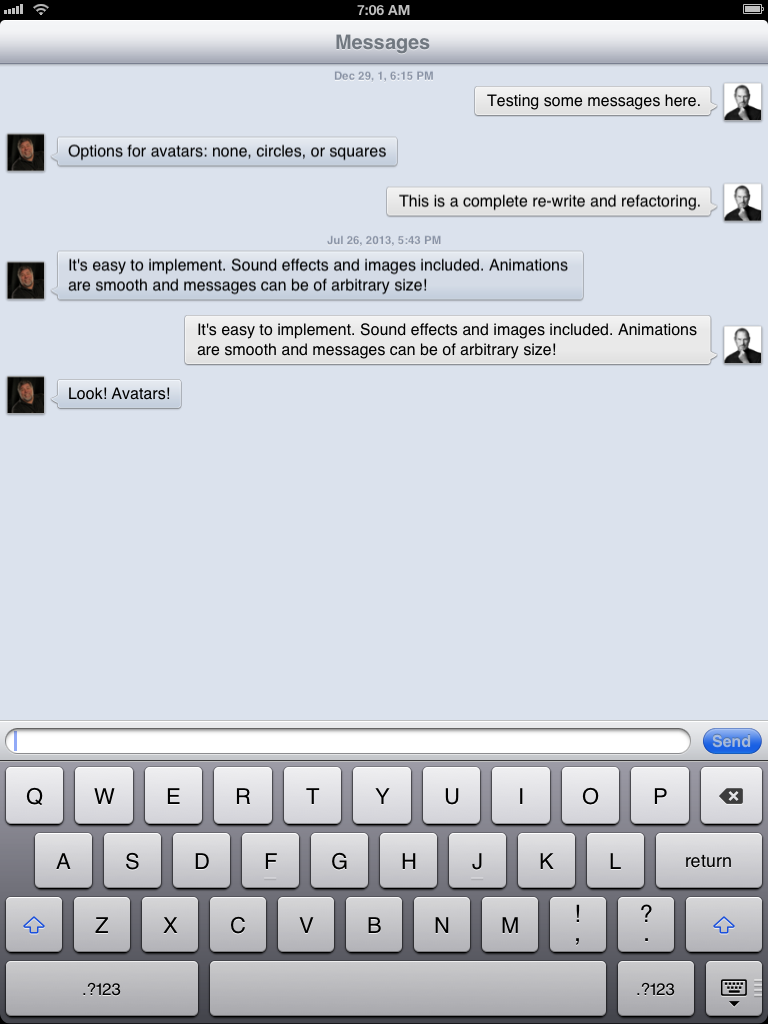 7:06 AM
Messages
Dec 29, 1, 6:15 PM
Testing some messages here.
Options for avatars: none, circles, or squares
This is a complete re-write and refactoring.
Jul 26, 2013, 5:43 PM
It's easy to implement. Sound effects and images included. Animations
are smooth and messages can be of arbitrary size!
It's easy to implement. Sound effects and images included. Animations
are smooth and messages can be of arbitrary size!
Look! Avatars!
Send
Q W E R T Y U I O P
A S D F G H J K L return
Z X C V B N M ! , ? .
.?123 .?123